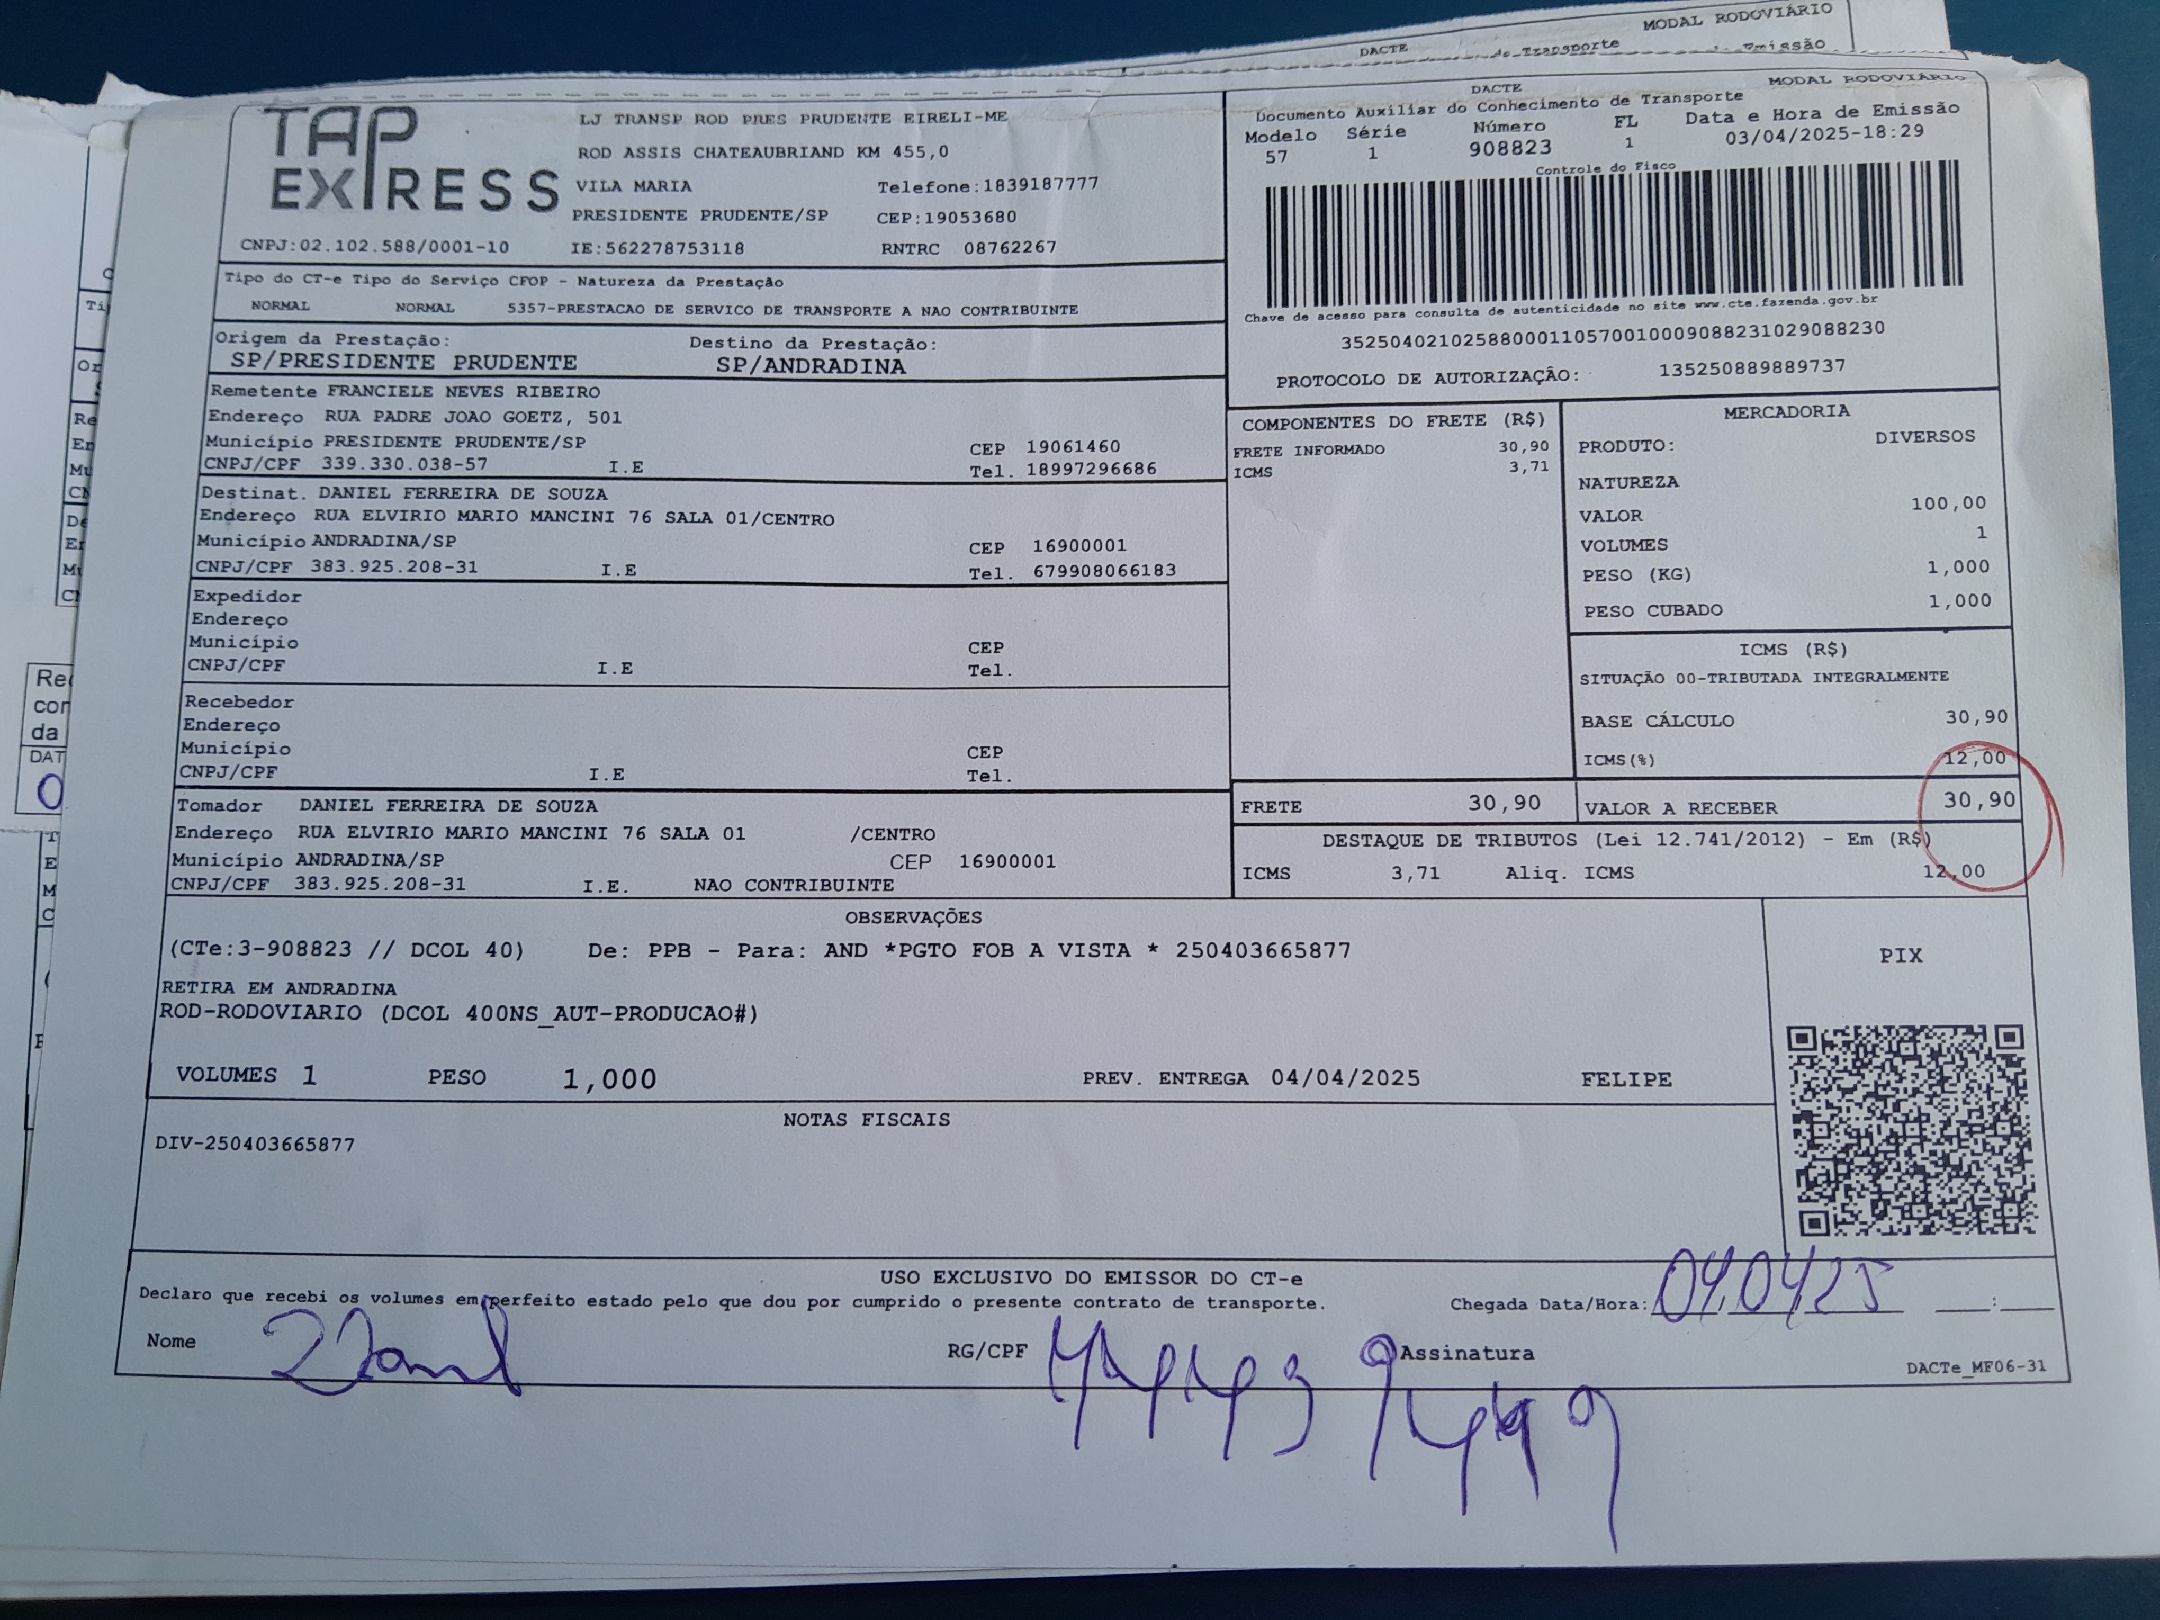 DACTE MODAL RODOVIÁRIO
de Transporte Emissão
TAP EXPRESS
LJ TRANSP ROD PRES PRUDENTE EIRELI-ME
ROD ASSIS CHATEAUBRIAND KM 455,0
VILA MARIA Telefone:1839187777
PRESIDENTE PRUDENTE/SP CEP:19053680
CNPJ:02.102.588/0001-10 IE:562278753118 RNTRC 08762267
DACTE MODAL RODOVIÁRIO
Documento Auxiliar do Conhecimento de Transporte
Modelo Série Número FL Data e Hora de Emissão
57 1 908823 1 03/04/2025-18:29
Controle do Fisco
Chave de acesso para consulta de autenticidade no site www.cte.fazenda.gov.br
35250402102588000110570010009088231029088230
PROTOCOLO DE AUTORIZAÇÃO: 135250889889737
Tipo do CT-e Tipo do Serviço CFOP - Natureza da Prestação
NORMAL NORMAL 5357-PRESTACAO DE SERVICO DE TRANSPORTE A NAO CONTRIBUINTE
Origem da Prestação: Destino da Prestação:
SP/PRESIDENTE PRUDENTE SP/ANDRADINA
Remetente FRANCIELE NEVES RIBEIRO
Endereço RUA PADRE JOAO GOETZ, 501
Município PRESIDENTE PRUDENTE/SP CEP 19061460
CNPJ/CPF 339.330.038-57 I.E Tel. 18997296686
Destinat. DANIEL FERREIRA DE SOUZA
Endereço RUA ELVIRIO MARIO MANCINI 76 SALA 01/CENTRO
Município ANDRADINA/SP CEP 16900001
CNPJ/CPF 383.925.208-31 I.E Tel. 679908066183
Expedidor
Endereço
Município CEP
CNPJ/CPF I.E Tel.
Recebedor
Endereço
Município CEP
CNPJ/CPF I.E Tel.
Tomador DANIEL FERREIRA DE SOUZA
Endereço RUA ELVIRIO MARIO MANCINI 76 SALA 01 /CENTRO
Município ANDRADINA/SP CEP 16900001
CNPJ/CPF 383.925.208-31 I.E. NAO CONTRIBUINTE
COMPONENTES DO FRETE (R$)
FRETE INFORMADO 30,90
ICMS 3,71
MERCADORIA
PRODUTO: DIVERSOS
NATUREZA
VALOR 100,00
VOLUMES 1
PESO (KG) 1,000
PESO CUBADO 1,000
ICMS (R$)
SITUAÇÃO 00-TRIBUTADA INTEGRALMENTE
BASE CÁLCULO 30,90
ICMS(%) 12,00
FRETE 30,90 VALOR A RECEBER 30,90
DESTAQUE DE TRIBUTOS (Lei 12.741/2012) - Em (R$)
ICMS 3,71 Aliq. ICMS 12,00
OBSERVAÇÕES
(CTe:3-908823 // DCOL 40) De: PPB - Para: AND *PGTO FOB A VISTA * 250403665877
RETIRA EM ANDRADINA
ROD-RODOVIARIO (DCOL 400NS_AUT-PRODUCAO#)
PIX
VOLUMES 1 PESO 1,000 PREV. ENTREGA 04/04/2025 FELIPE
NOTAS FISCAIS
DIV-250403665877
USO EXCLUSIVO DO EMISSOR DO CT-e
Declaro que recebi os volumes em perfeito estado pelo que dou por cumprido o presente contrato de transporte. Chegada Data/Hora: 04/04/25 :
Nome RG/CPF Assinatura
DACTe_MF06-31